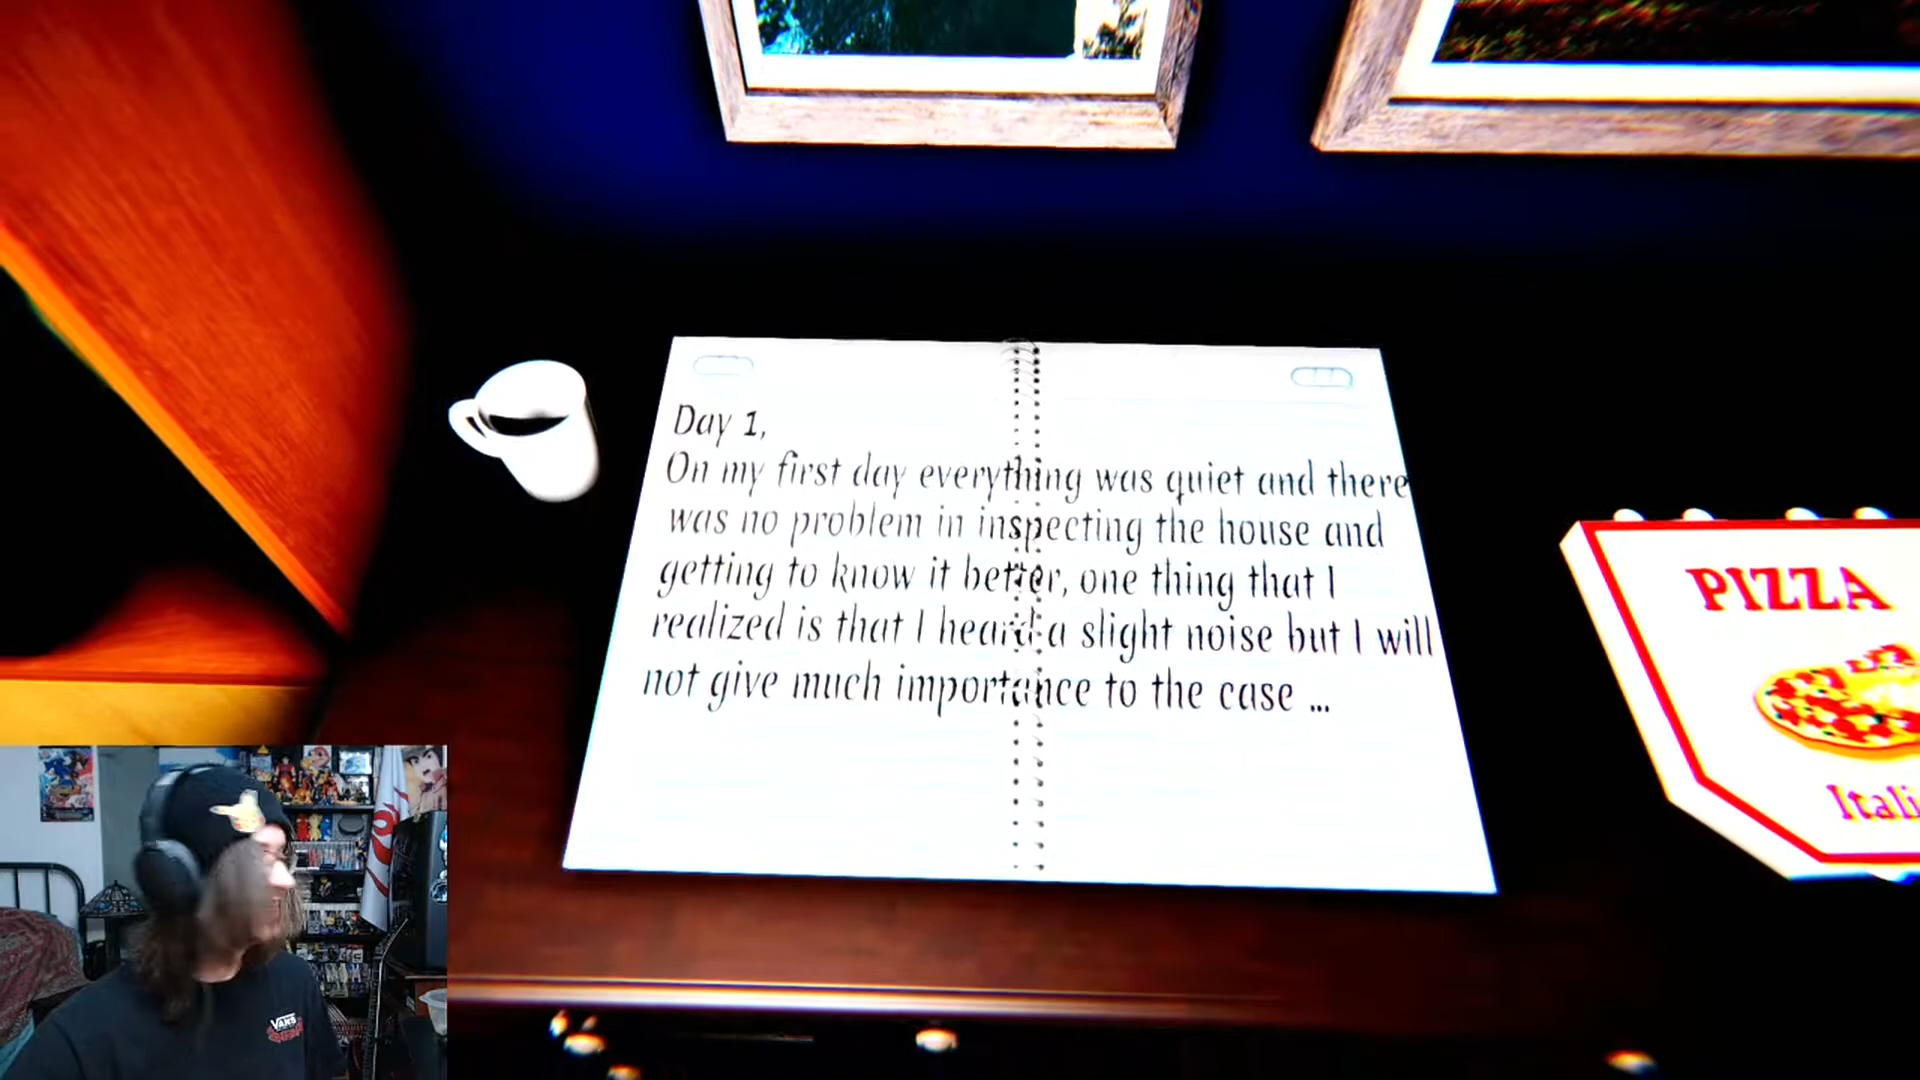 Day 1,
On my first day everything was quiet and there
was no problem in inspecting the house and
getting to know it better, one thing that I
realized is that I heard a slight noise but I will
not give much importance to the case ...
PIZZA
Itali
VANS